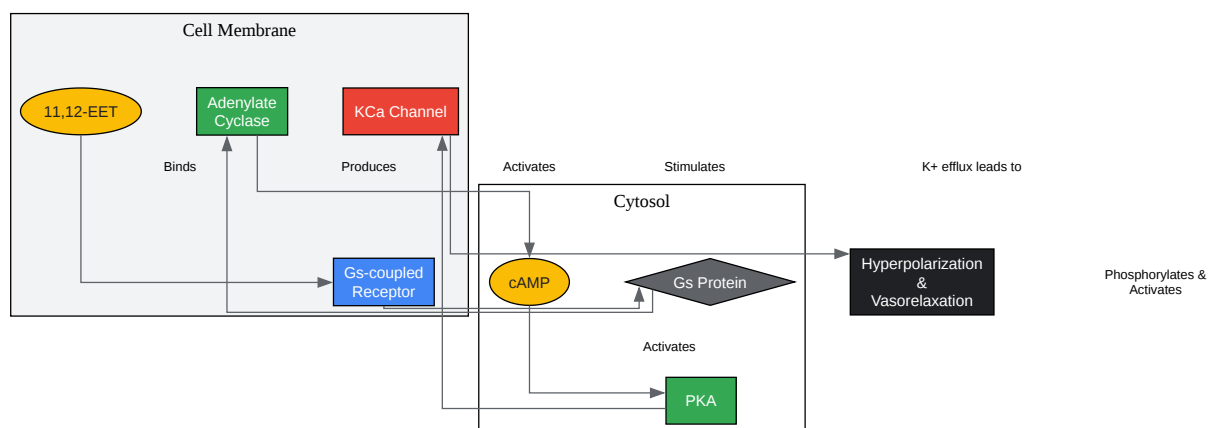 Cell Membrane
11,12-EET
Adenylate
Cyclase
KCa Channel
Binds
Produces
Activates
Stimulates
K+ efflux leads to
Cytosol
Gs-coupled
Receptor
cAMP
Gs Protein
Hyperpolarization
&
Vasorelaxation
Phosphorylates &
Activates
Activates
PKA